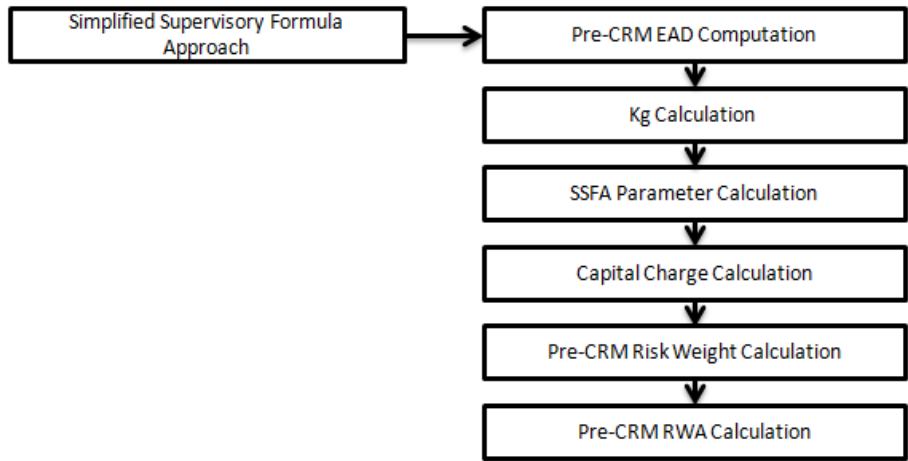 Simplified Supervisory Formula
Approach
Pre-CRM EAD Computation
Kg Calculation
SSFA Parameter Calculation
Capital Charge Calculation
Pre-CRM Risk Weight Calculation
Pre-CRM RWA Calculation